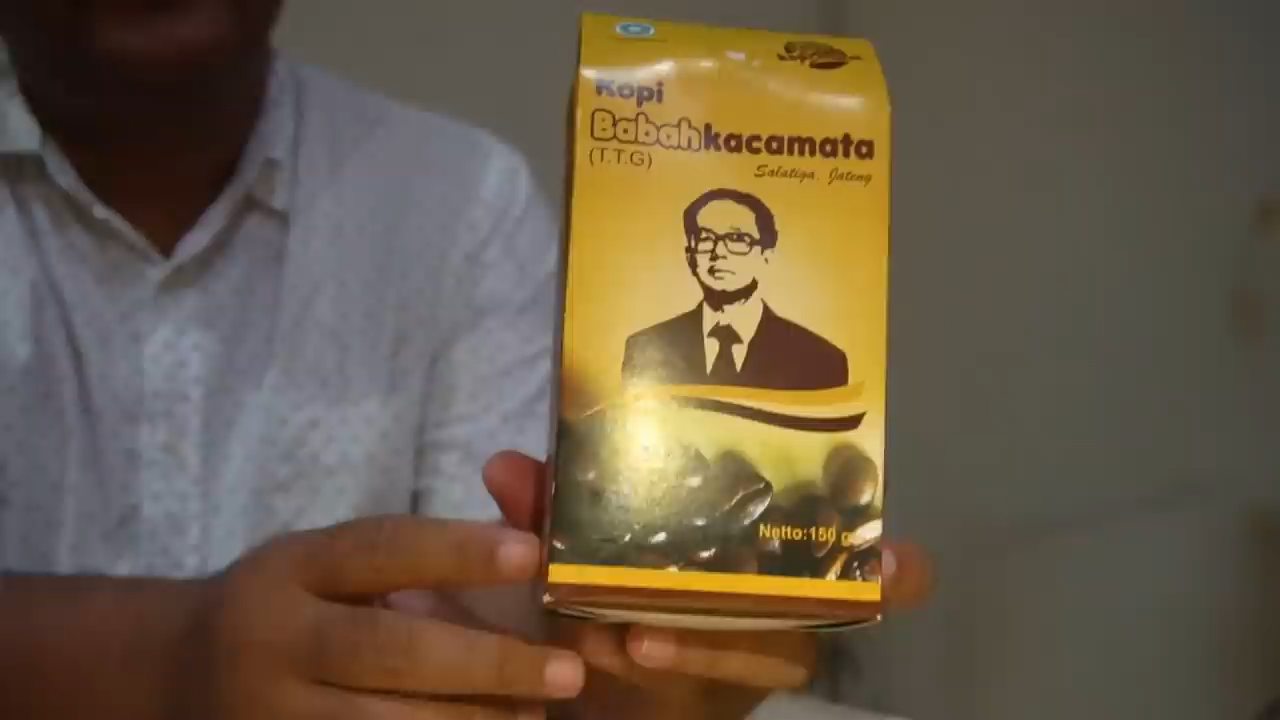 Kopi
Babahkacamata
(T.T.G)
Salatiga. Jateng
Netto:150